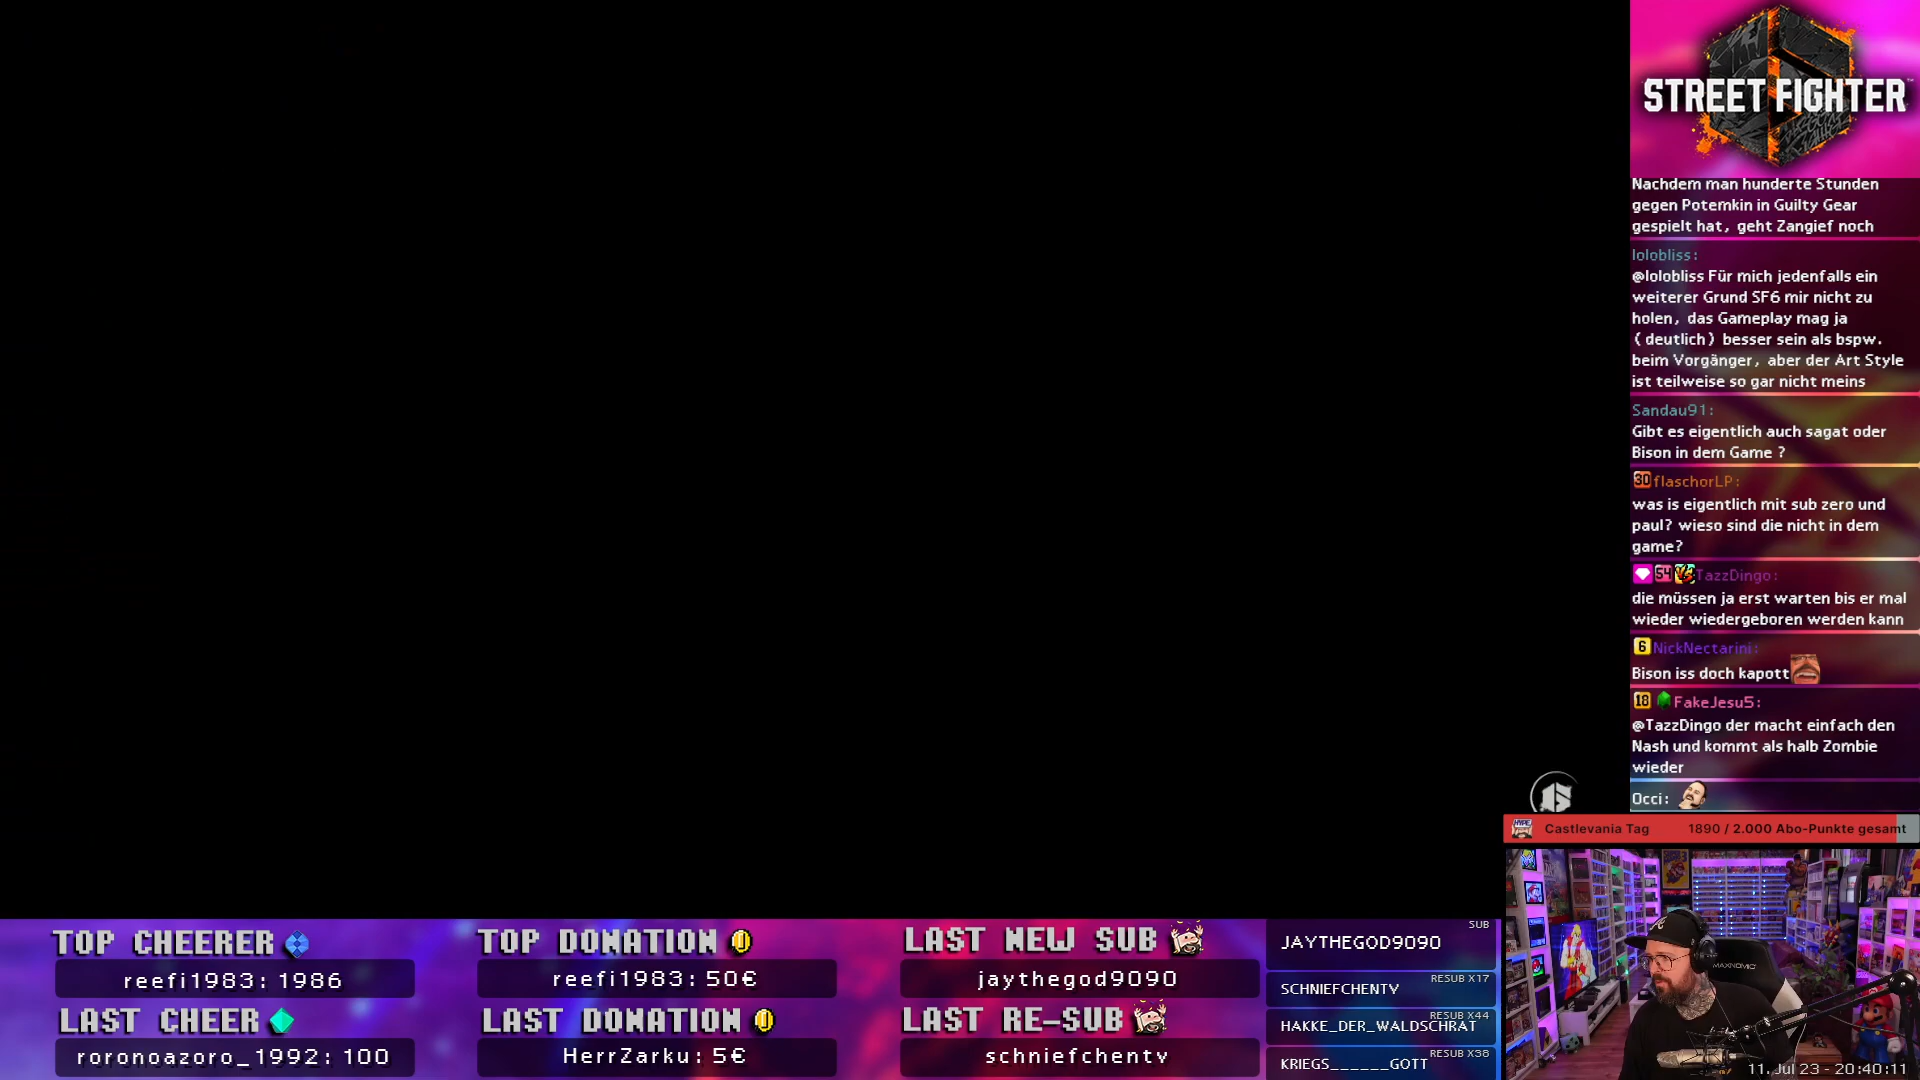 STREET FIGHTER
Nachdem man hunderte Stunden
gegen Potemkin in Guilty Gear
gespielt hat, geht Zangief noch
lolobliss:
@lolobliss Für mich jedenfalls ein
weiterer Grund SF6 mir nicht zu
holen, das Gameplay mag ja
(deutlich) besser sein als bspw.
beim Vorgänger, aber der Art Style
ist teilweise so gar nicht meins
Sandau91:
Gibt es eigentlich auch sagat oder
Bison in dem Game ?
30 flaschorLP:
was is eigentlich mit sub zero und
paul? wieso sind die nicht in dem
game?
54 TazzDingo:
die müssen ja erst warten bis er mal
wieder wiedergeboren werden kann
6 NickNectarini:
Bison iss doch kapott
18 FakeJesu5:
@TazzDingo der macht einfach den
Nash und kommt als halb Zombie
wieder
Occi:
6
HYPE Castlevania Tag 1890 / 2.000 Abo-Punkte gesamt
MAXNOMIC
11. Jul 23 - 20:40:11
TOP CHEERER
reefi1983: 1986
LAST CHEER
roronoazoro_1992: 100
TOP DONATION
reefi1983: 50€
LAST DONATION
HerrZarku: 5€
LAST NEW SUB
jaythegod9090
LAST RE-SUB
schniefchentv
SUB
JAYTHEGOD9090
RESUB X17
SCHNIEFCHENTV
RESUB X44
HAKKE_DER_WALDSCHRAT
RESUB X38
KRIEGS______GOTT